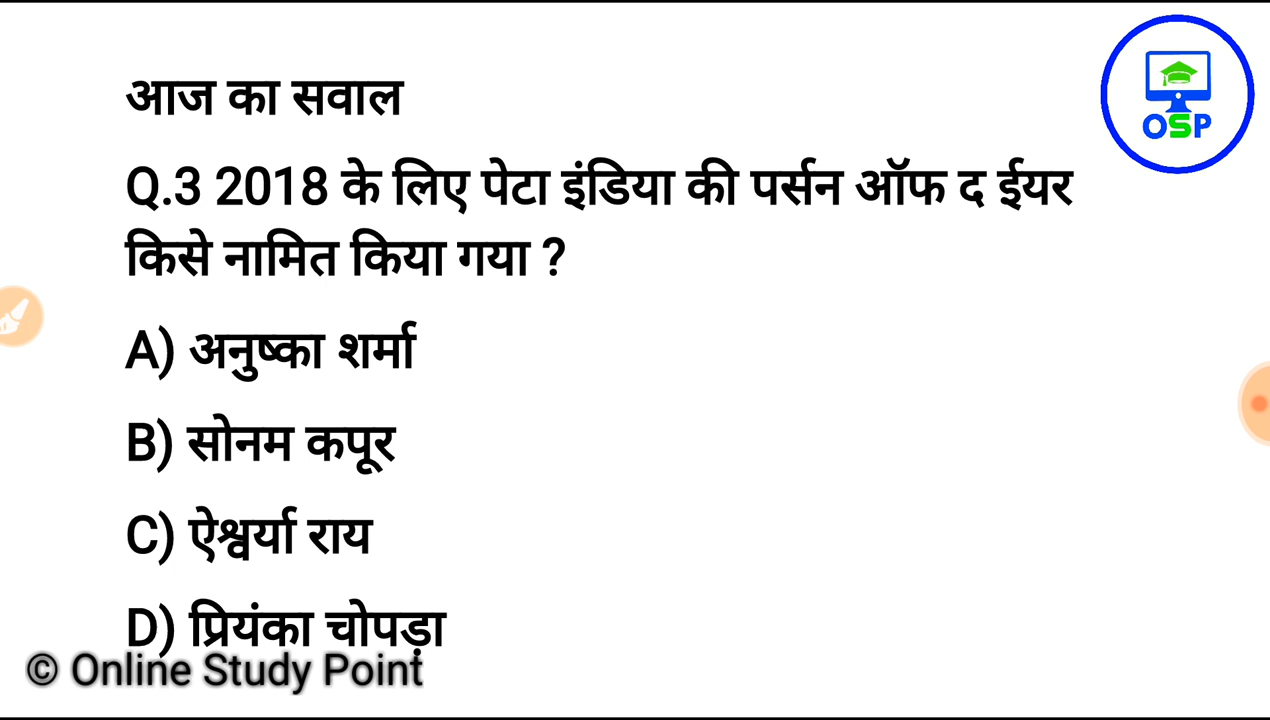 आज का सवाल
OSP
Q.3 2018 के लिए पेटा इंडिया की पर्सन ऑफ द ईयर
किसे नामित किया गया ?
A) अनुष्का शर्मा
B) सोनम कपूर
C) ऐश्वर्या राय
D) प्रियंका चोपड़ा
© Online Study Point